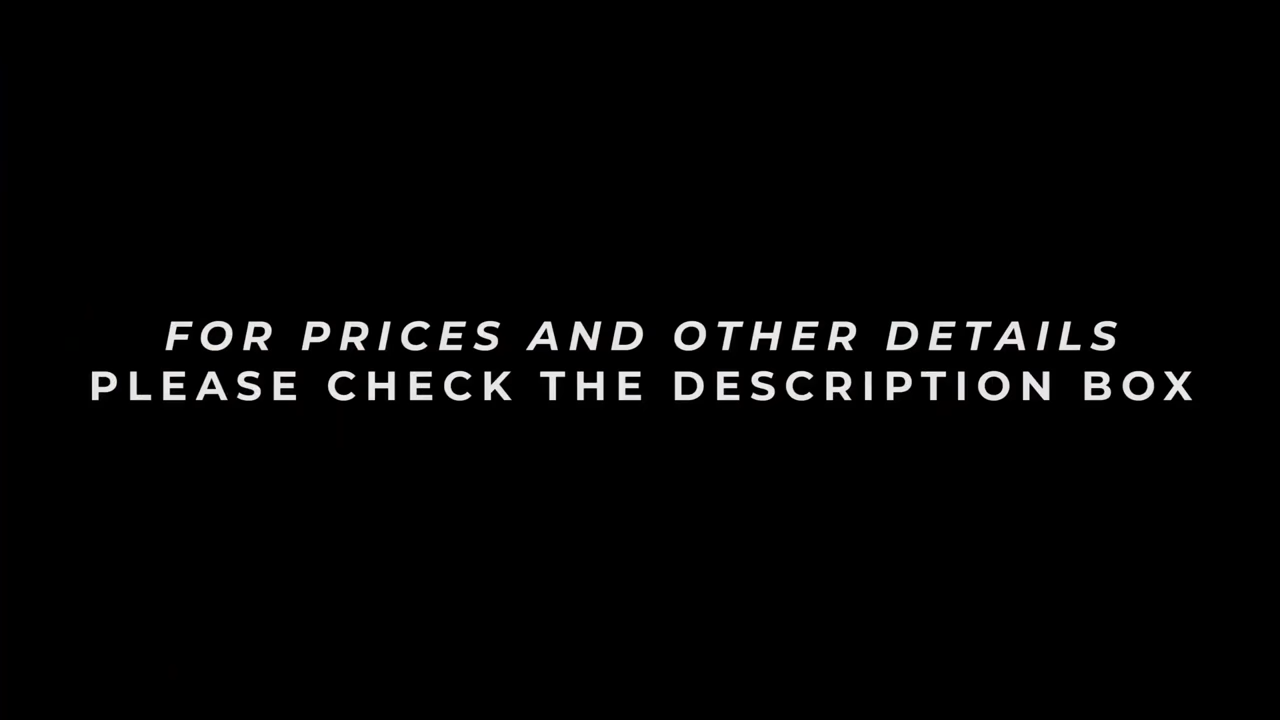 FOR PRICES AND OTHER DETAILS
PLEASE CHECK THE DESCRIPTION BOX